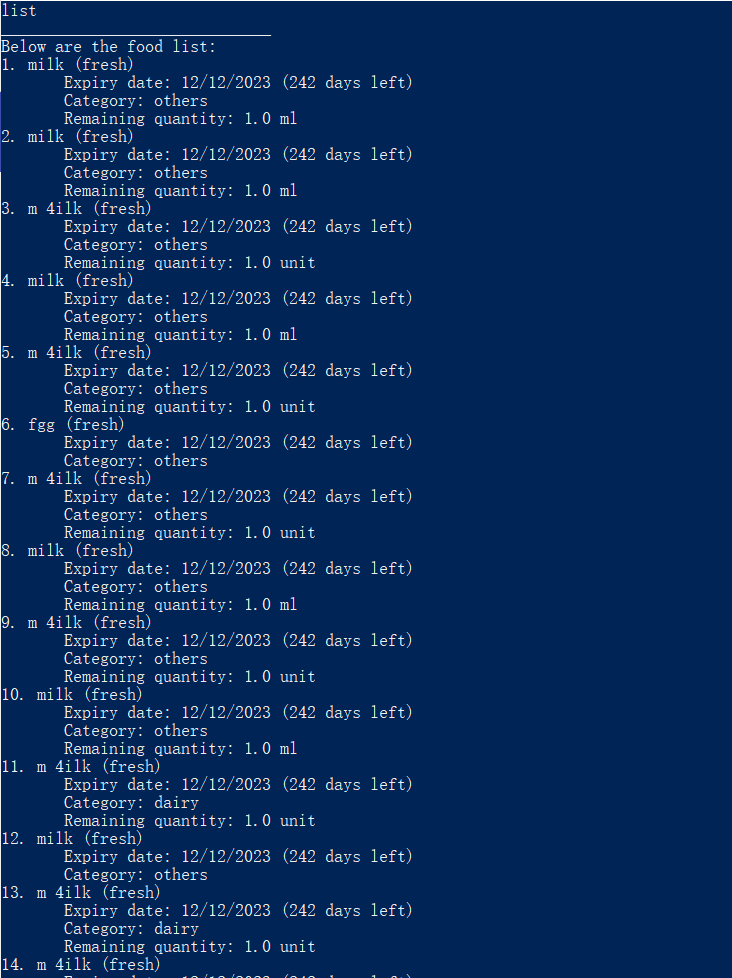 list
______________________________
Below are the food list:
1. milk (fresh)
Expiry date: 12/12/2023 (242 days left)
Category: others
Remaining quantity: 1.0 ml
2. milk (fresh)
Expiry date: 12/12/2023 (242 days left)
Category: others
Remaining quantity: 1.0 ml
3. m 4ilk (fresh)
Expiry date: 12/12/2023 (242 days left)
Category: others
Remaining quantity: 1.0 unit
4. milk (fresh)
Expiry date: 12/12/2023 (242 days left)
Category: others
Remaining quantity: 1.0 ml
5. m 4ilk (fresh)
Expiry date: 12/12/2023 (242 days left)
Category: others
Remaining quantity: 1.0 unit
6. fgg (fresh)
Expiry date: 12/12/2023 (242 days left)
Category: others
7. m 4ilk (fresh)
Expiry date: 12/12/2023 (242 days left)
Category: others
Remaining quantity: 1.0 unit
8. milk (fresh)
Expiry date: 12/12/2023 (242 days left)
Category: others
Remaining quantity: 1.0 ml
9. m 4ilk (fresh)
Expiry date: 12/12/2023 (242 days left)
Category: others
Remaining quantity: 1.0 unit
10. milk (fresh)
Expiry date: 12/12/2023 (242 days left)
Category: others
Remaining quantity: 1.0 ml
11. m 4ilk (fresh)
Expiry date: 12/12/2023 (242 days left)
Category: dairy
Remaining quantity: 1.0 unit
12. milk (fresh)
Expiry date: 12/12/2023 (242 days left)
Category: others
13. m 4ilk (fresh)
Expiry date: 12/12/2023 (242 days left)
Category: dairy
Remaining quantity: 1.0 unit
14. m 4ilk (fresh)